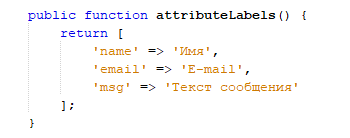 public function attributeLabels() {
return [
'name' => 'Имя',
'email' => 'E-mail',
'msg' => 'Текст сообщения'
];
}